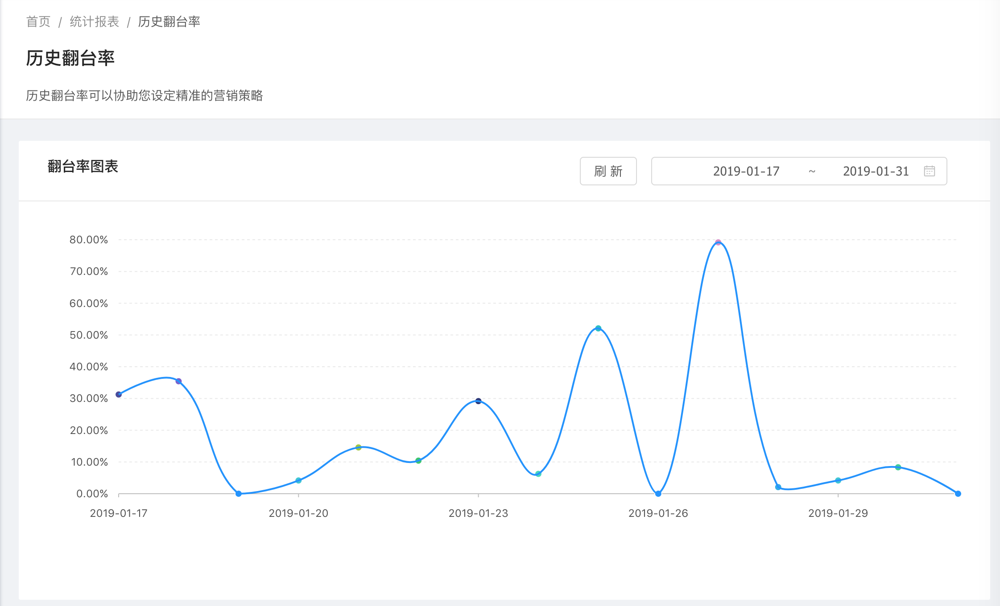 首页 / 统计报表 / 历史翻台率
历史翻台率
历史翻台率可以协助您设定精准的营销策略
翻台率图表
刷 新
2019-01-17 ~ 2019-01-31
80.00%
70.00%
60.00%
50.00%
40.00%
30.00%
20.00%
10.00%
0.00%
2019-01-17 2019-01-20 2019-01-23 2019-01-26 2019-01-29